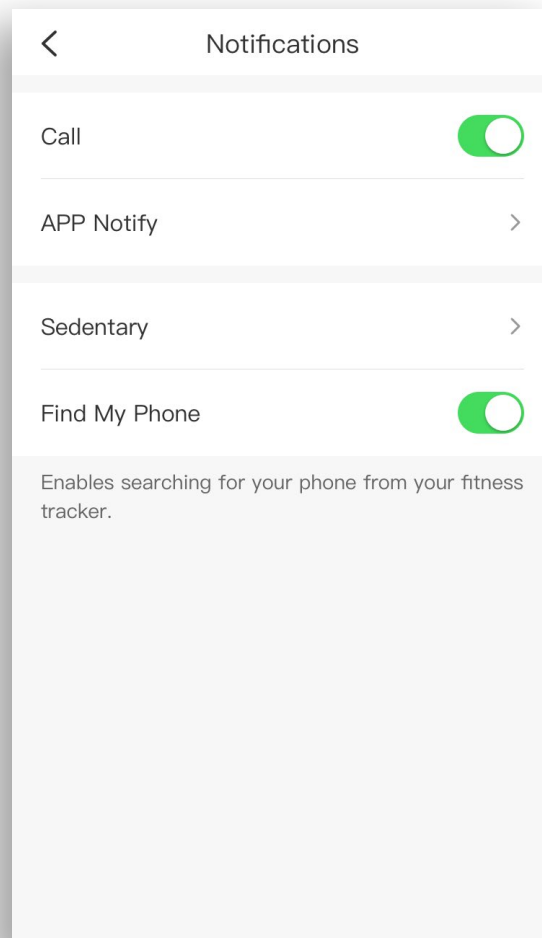 Notifications
Call
APP Notify
Sedentary
Find My Phone
Enables searching for your phone from your fitness
tracker.